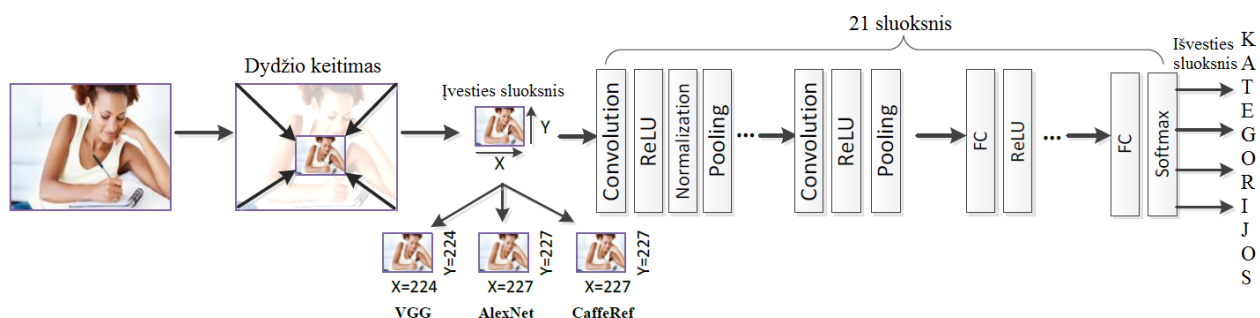 21 sluoksnis
Dydžio keitimas
Įvesties sluoksnis
Y
X
Convolution
ReLU
Normalization
Pooling
...
Convolution
ReLU
Pooling
FC
ReLU
...
FC
Softmax
Išvesties
sluoksnis
KATEGORIJOS
Y=224
X=224
VGG
Y=227
X=227
AlexNet
Y=227
X=227
CaffeRef